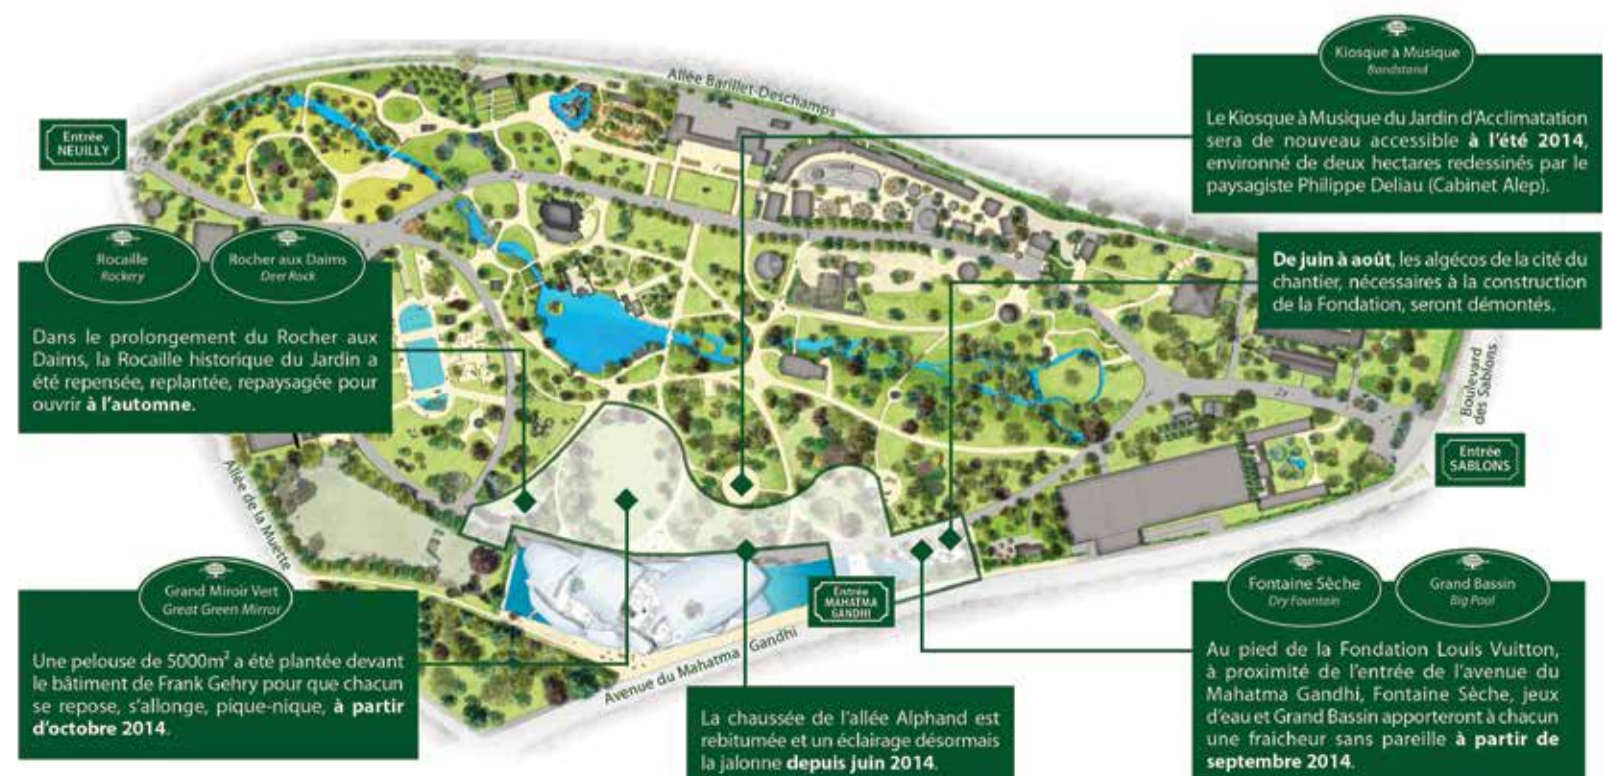 Allée Barillet-Deschamps
Kiosque à Musique
Bandstand
Le Kiosque à Musique du Jardin d'Acclimatation
sera de nouveau accessible à l'été 2014,
environné de deux hectares redessinés par le
paysagiste Philippe Deliau (Cabinet Alep).
Entrée
NEUILLY
Rocaille
Rockery
Rocher aux Daims
Deer Rock
Dans le prolongement du Rocher aux
Daims, la Rocaille historique du Jardin a
été repensée, replantée, repaysagée pour
ouvrir à l'automne.
De juin à août, les algécos de la cité du
chantier, nécessaires à la construction
de la Fondation, seront démontés.
Boulevard
des Sablons
Entrée
SABLONS
Allée de la Muette
Grand Miroir Vert
Great Green Mirror
Une pelouse de 5000m² a été plantée devant
le bâtiment de Frank Gehry pour que chacun
se repose, s'allonge, pique-nique, à partir
d'octobre 2014.
Entrée
MAHATMA
GANDHI
Avenue du Mahatma Gandhi
La chaussée de l'allée Alphand est
rebitumée et un éclairage désormais
la jalonne depuis juin 2014.
Fontaine Sèche
Dry Fountain
Grand Bassin
Big Pool
Au pied de la Fondation Louis Vuitton,
à proximité de l'entrée de l'avenue du
Mahatma Gandhi, Fontaine Sèche, jeux
d'eau et Grand Bassin apporteront à chacun
une fraicheur sans pareille à partir de
septembre 2014.